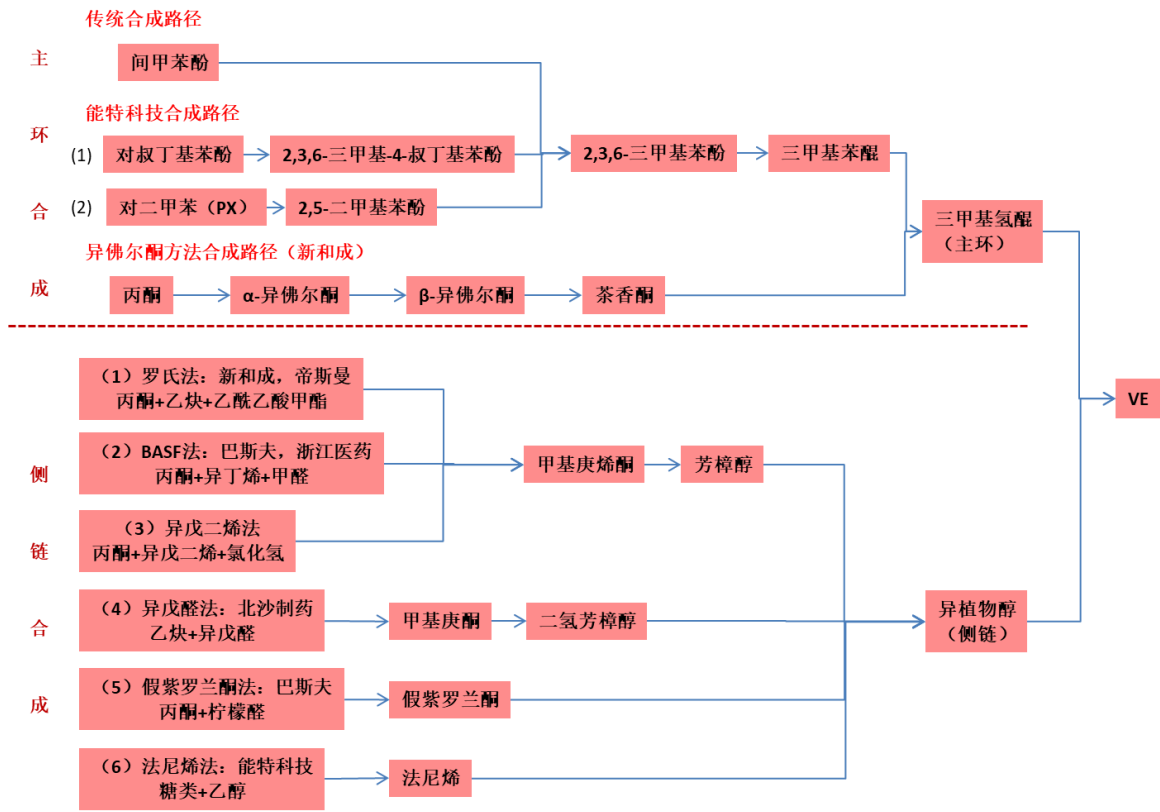 传统合成路径
间甲苯酚
能特科技合成路径
(1)
对叔丁基苯酚
2,3,6-三甲基-4-叔丁基苯酚
2,3,6-三甲基苯酚
三甲基苯醌
(2)
对二甲苯（PX）
2,5-二甲基苯酚
三甲基氢醌
（主环）
异佛尔酮方法合成路径（新和成）
丙酮
α-异佛尔酮
β-异佛尔酮
茶香酮
主
环
合
成
（1）罗氏法：新和成，帝斯曼
丙酮+乙炔+乙酰乙酸甲酯
VE
（2）BASF法：巴斯夫，浙江医药
丙酮+异丁烯+甲醛
甲基庚烯酮
芳樟醇
（3）异戊二烯法
丙酮+异戊二烯+氯化氢
（4）异戊醛法：北沙制药
乙炔+异戊醛
甲基庚酮
二氢芳樟醇
异植物醇
（侧链）
（5）假紫罗兰酮法：巴斯夫
丙酮+柠檬醛
假紫罗兰酮
（6）法尼烯法：能特科技
糖类+乙醇
法尼烯
侧
链
合
成